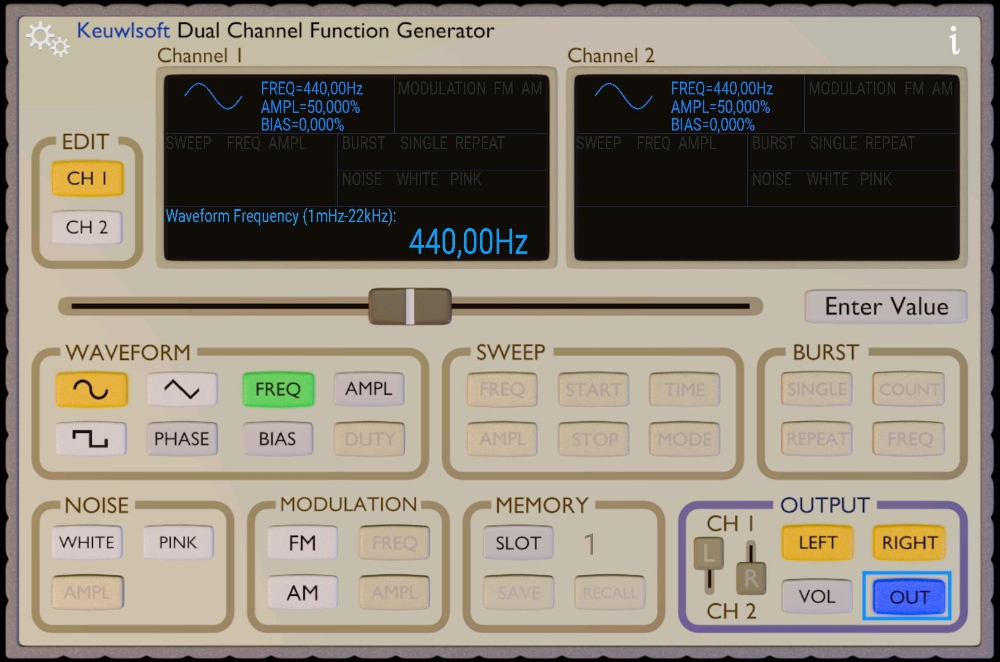 Keuwlsoft Dual Channel Function Generator
i
Channel 1
Channel 2
FREQ=440,00Hz
AMPL=50,000%
BIAS=0,000%
MODULATION FM AM
SWEEP FREQ AMPL
BURST SINGLE REPEAT
NOISE WHITE PINK
Waveform Frequency (1mHz-22kHz):
440,00Hz
FREQ=440,00Hz
AMPL=50,000%
BIAS=0,000%
MODULATION FM AM
SWEEP FREQ AMPL
BURST SINGLE REPEAT
NOISE WHITE PINK
EDIT
CH 1
CH 2
Enter Value
WAVEFORM
FREQ AMPL
PHASE BIAS DUTY
SWEEP
FREQ START TIME
AMPL STOP MODE
BURST
SINGLE COUNT
REPEAT FREQ
NOISE
WHITE PINK
AMPL
MODULATION
FM FREQ
AM AMPL
MEMORY
SLOT 1
SAVE RECALL
OUTPUT
CH 1
L R
CH 2
LEFT RIGHT
VOL OUT